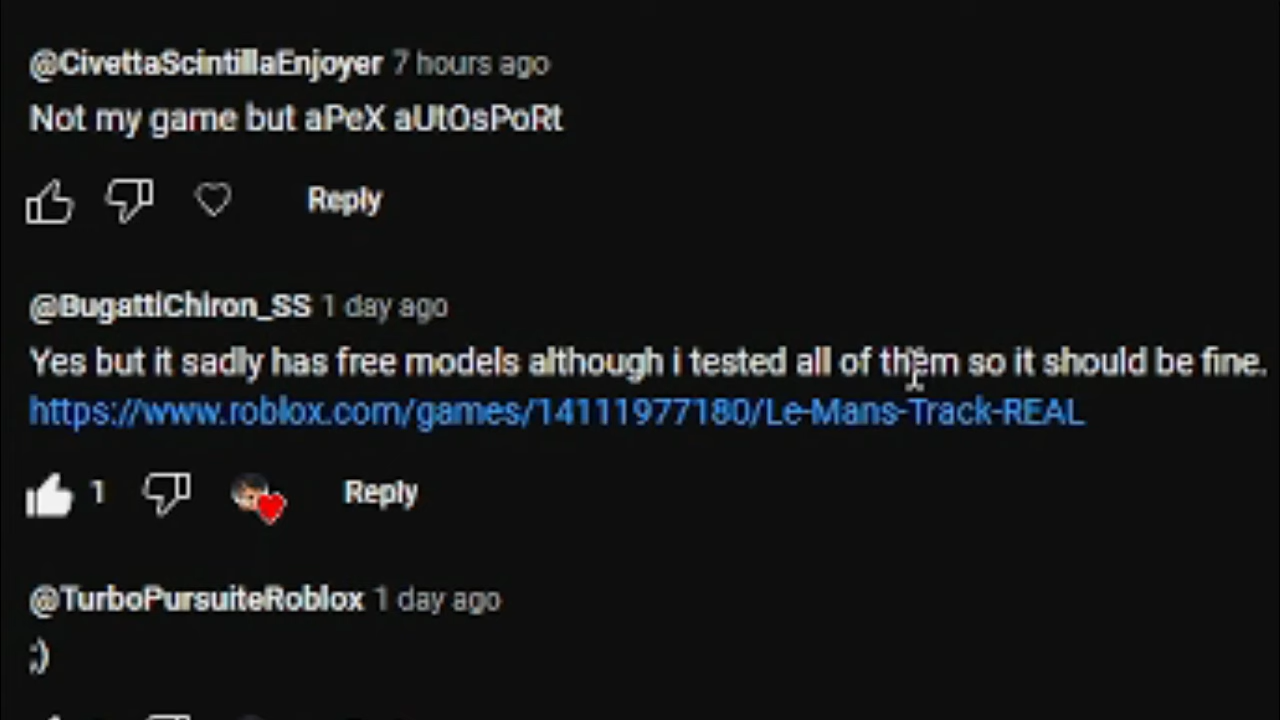 @CivettaScintillaEnjoyer 7 hours ago
Not my game but aPeX aUtOsPoRt
Reply
@BugattiChiron_SS 1 day ago
Yes but it sadly has free models although i tested all of them so it should be fine.
https://www.roblox.com/games/14111977180/Le-Mans-Track-REAL
1
Reply
@TurboPursuiteRoblox 1 day ago
;)